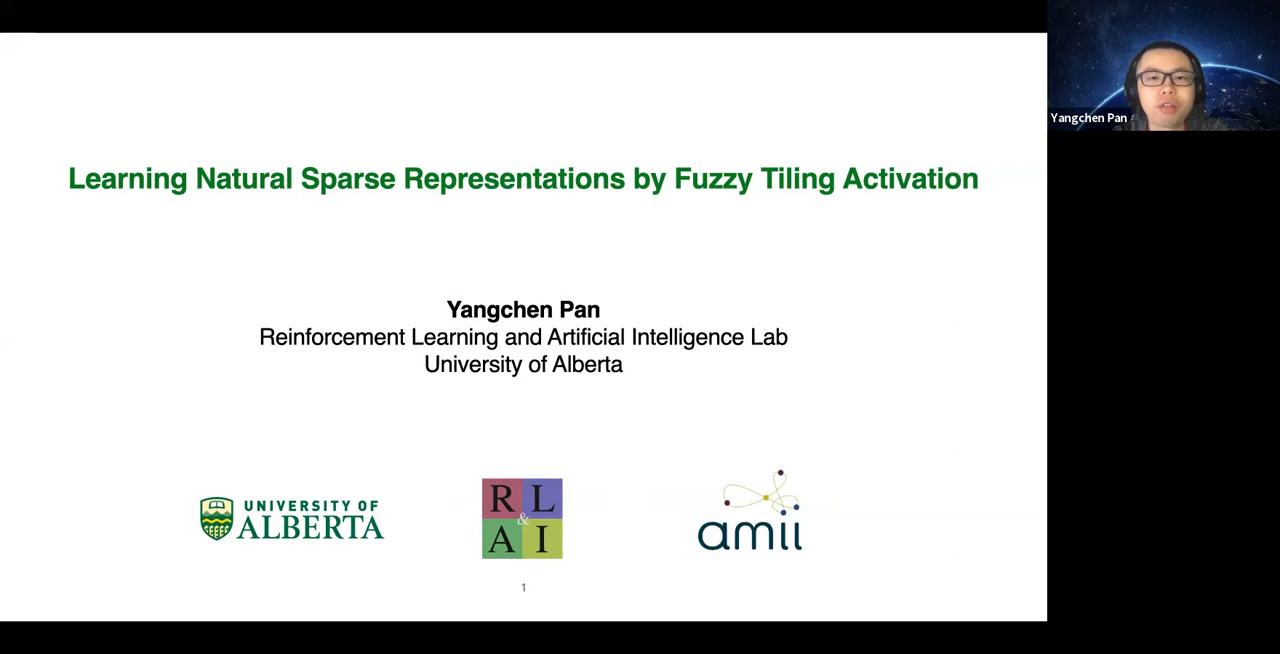 Learning Natural Sparse Representations by Fuzzy Tiling Activation
Yangchen Pan
Yangchen Pan
Reinforcement Learning and Artificial Intelligence Lab
University of Alberta
UNIVERSITY OF
ALBERTA
R L
&
A I
amii
1